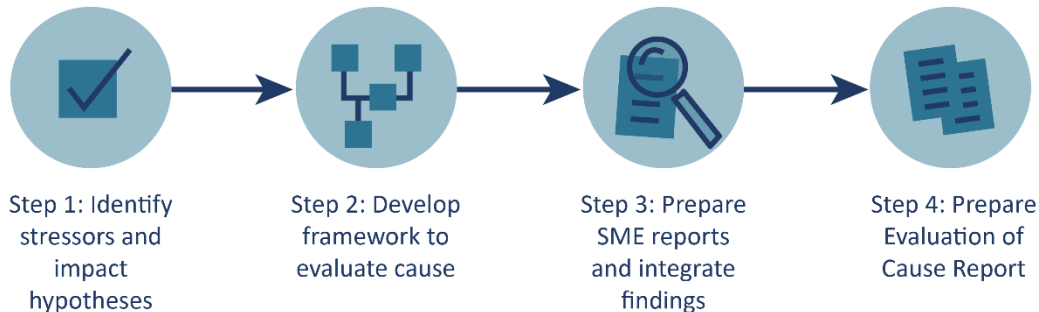 Step 1: Identify
stressors and
impact
hypotheses
Step 2: Develop
framework to
evaluate cause
Step 3: Prepare
SME reports
and integrate
findings
Step 4: Prepare
Evaluation of
Cause Report